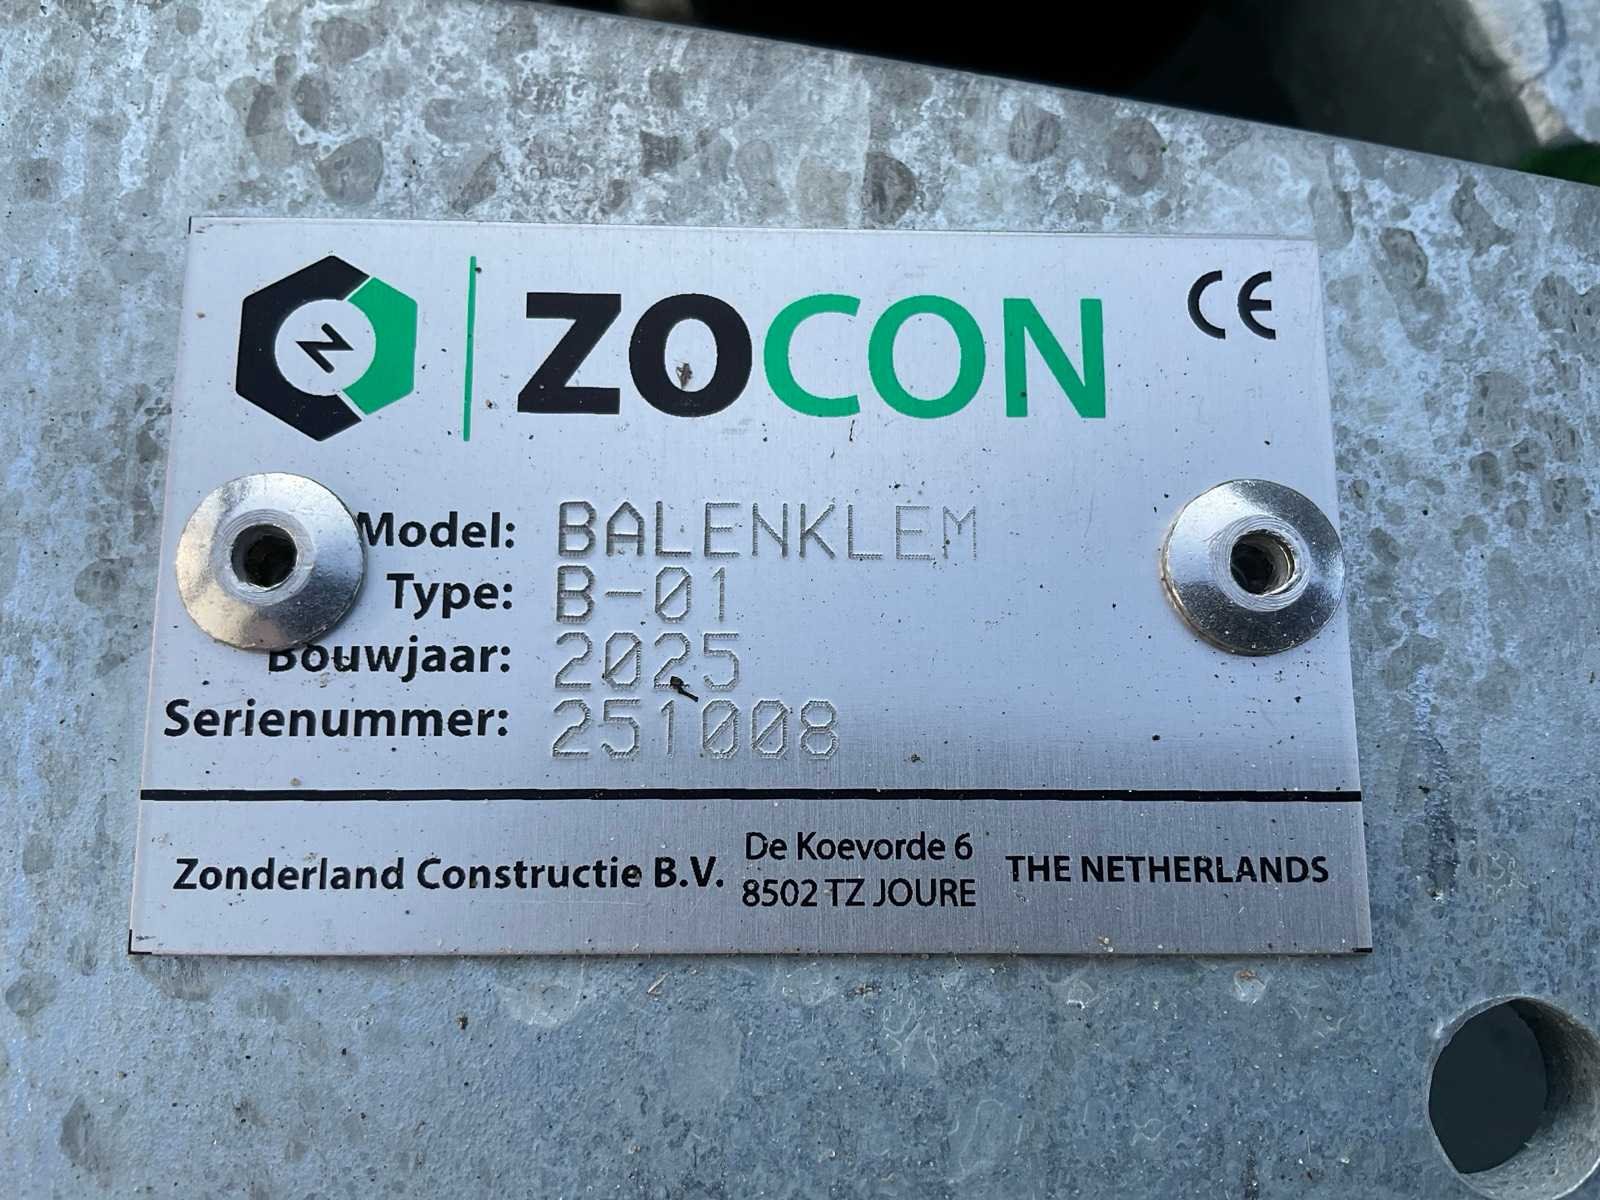 N ZOCON CE
Model: BALENKLEM
Type: B-01
Bouwjaar: 2025
Serienummer: 251008
Zonderland Constructie B.V.
De Koevorde 6
8502 TZ JOURE
THE NETHERLANDS